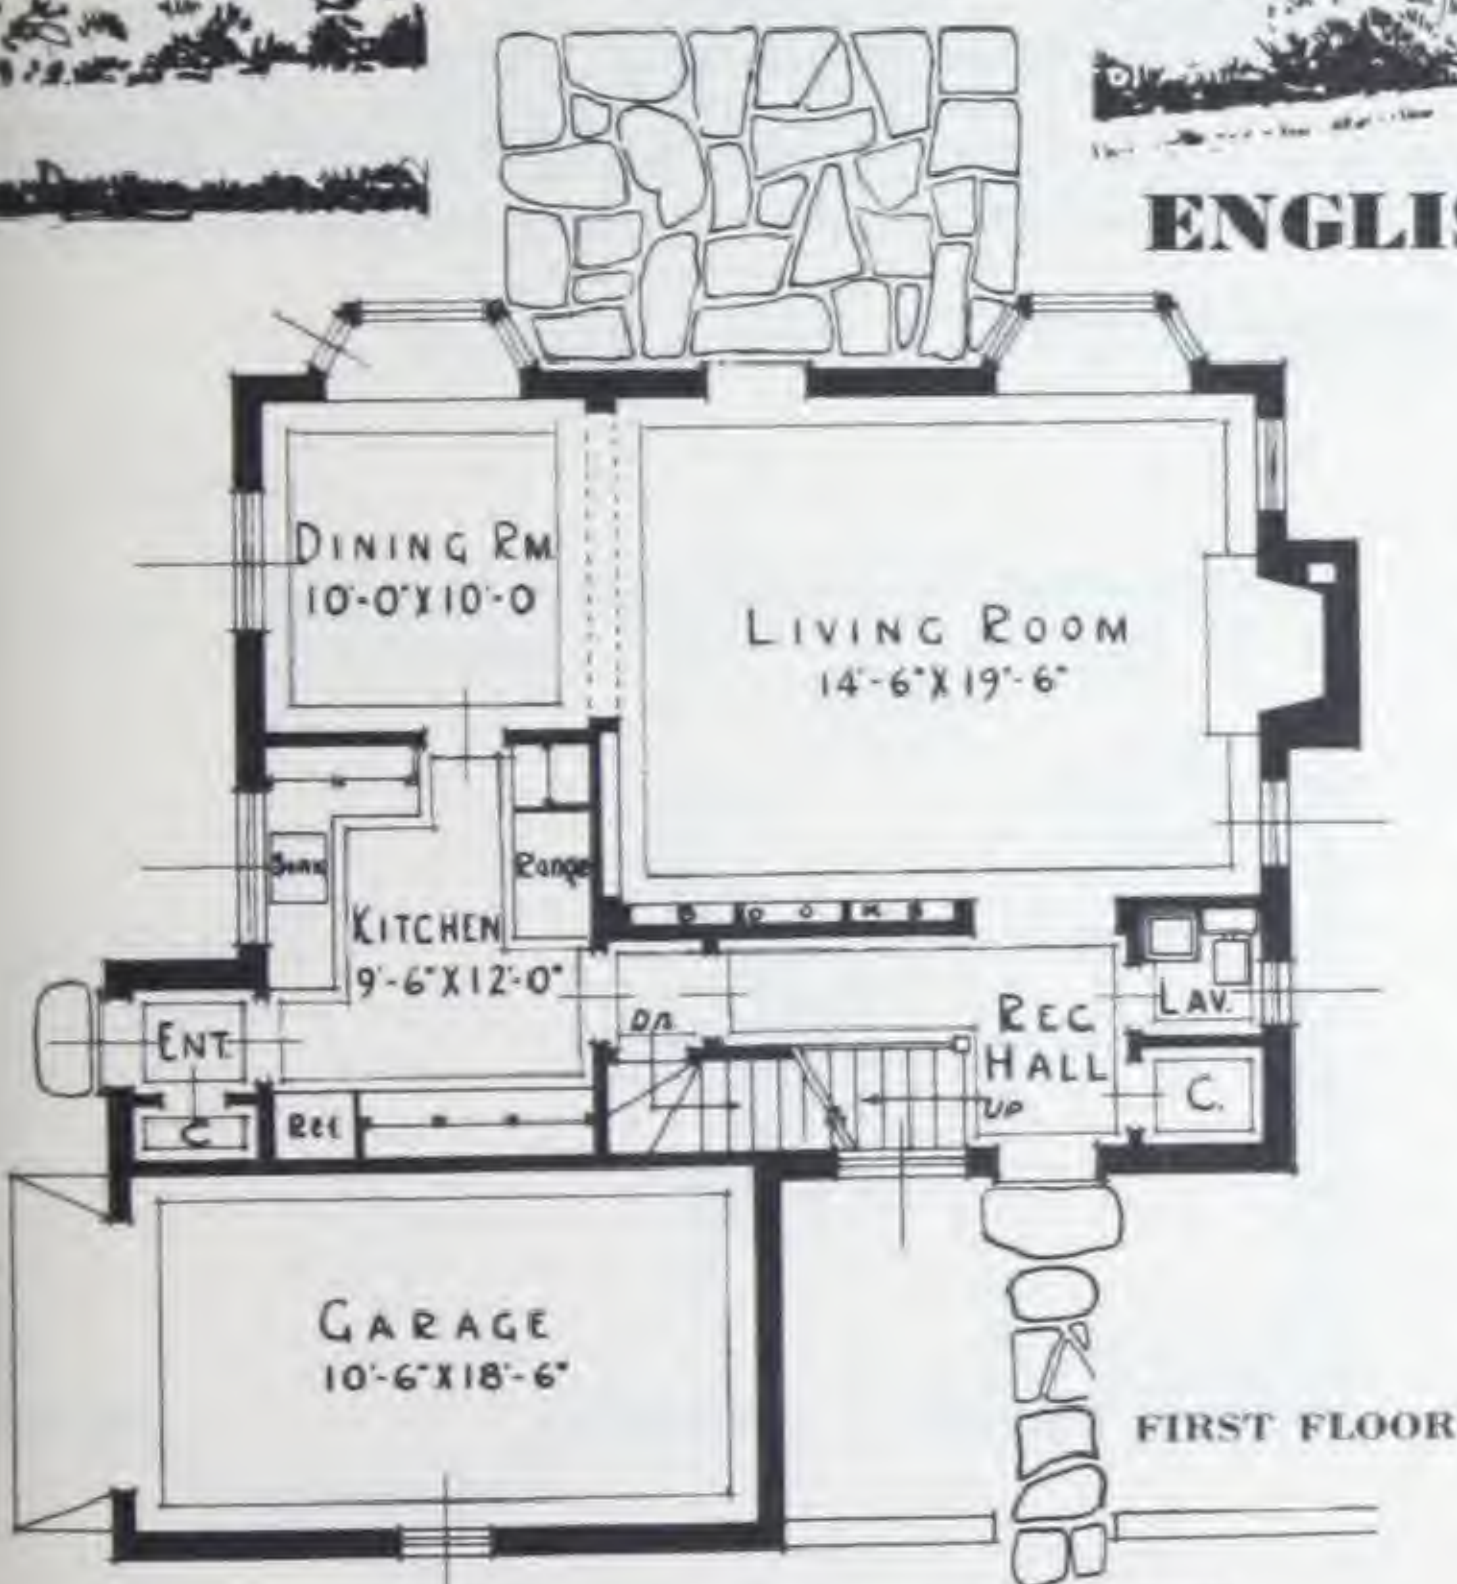 ENGLIS
DINING RM.
10'-0"X10'-0
LIVING ROOM
14'-6"X19'-6"
Range
KITCHEN
9'-6"X12'-0"
BOOKS
REC
HALL
LAV.
ENT.
DN
UP
C.
C
REF
GARAGE
10'-6"X18'-6"
FIRST FLOOR